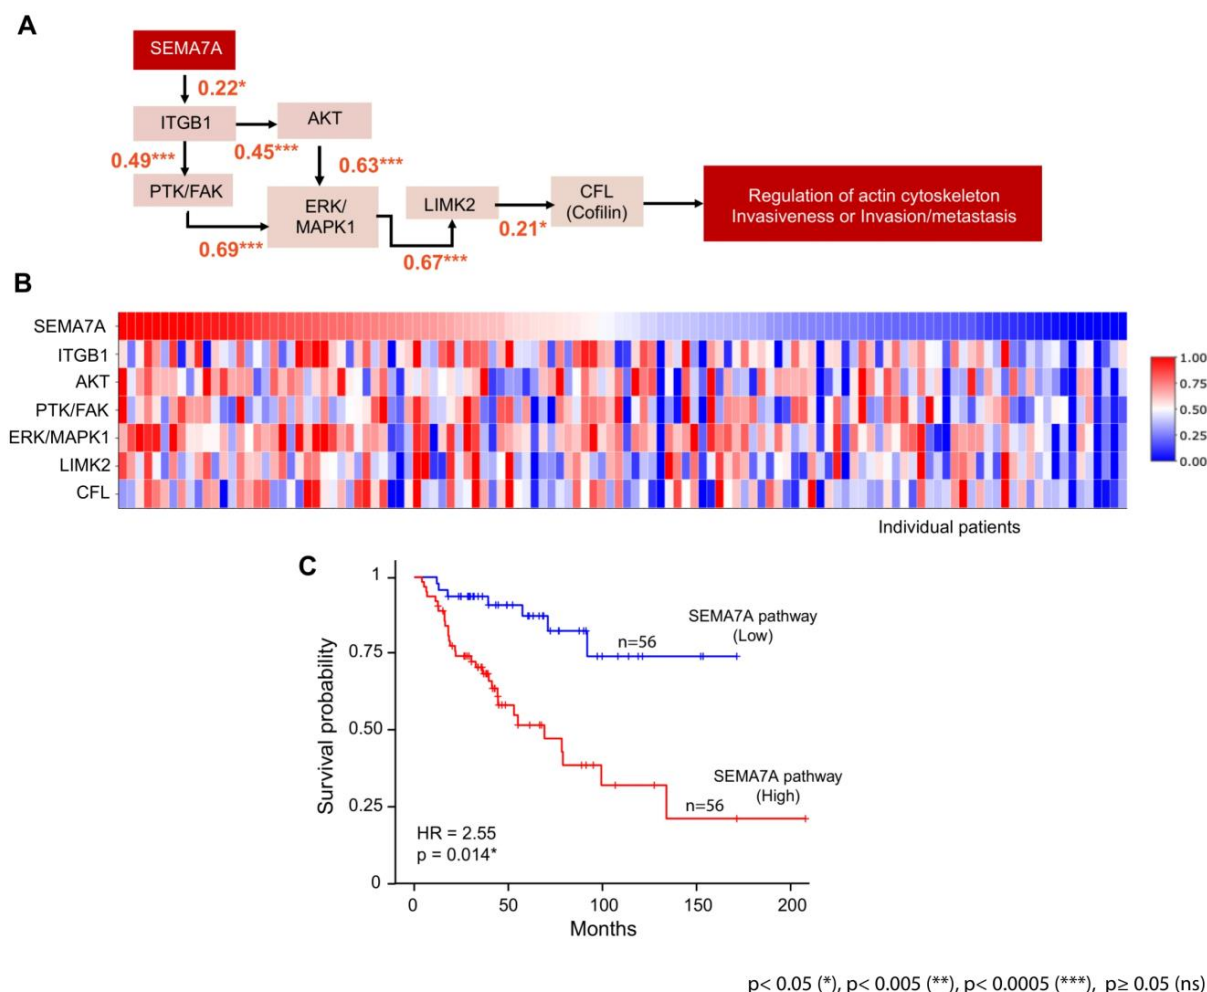 A
SEMA7A
0.22*
ITGB1
AKT
0.49***
0.45***
0.63***
PTK/FAK
ERK/
MAPK1
LIMK2
CFL
(Cofilin)
Regulation of actin cytoskeleton
Invasiveness or Invasion/metastasis
0.69***
0.67***
0.21*
B
SEMA7A
ITGB1
AKT
PTK/FAK
ERK/MAPK1
LIMK2
CFL
1.00
0.75
0.50
0.25
0.00
Individual patients
C
Survival probability
1
0.75
0.50
0.25
0
n=56
SEMA7A pathway
(Low)
SEMA7A pathway
(High)
n=56
HR = 2.55
p = 0.014*
0 50 100 150 200
Months
p< 0.05 (*), p< 0.005 (**), p< 0.0005 (***), p≥ 0.05 (ns)